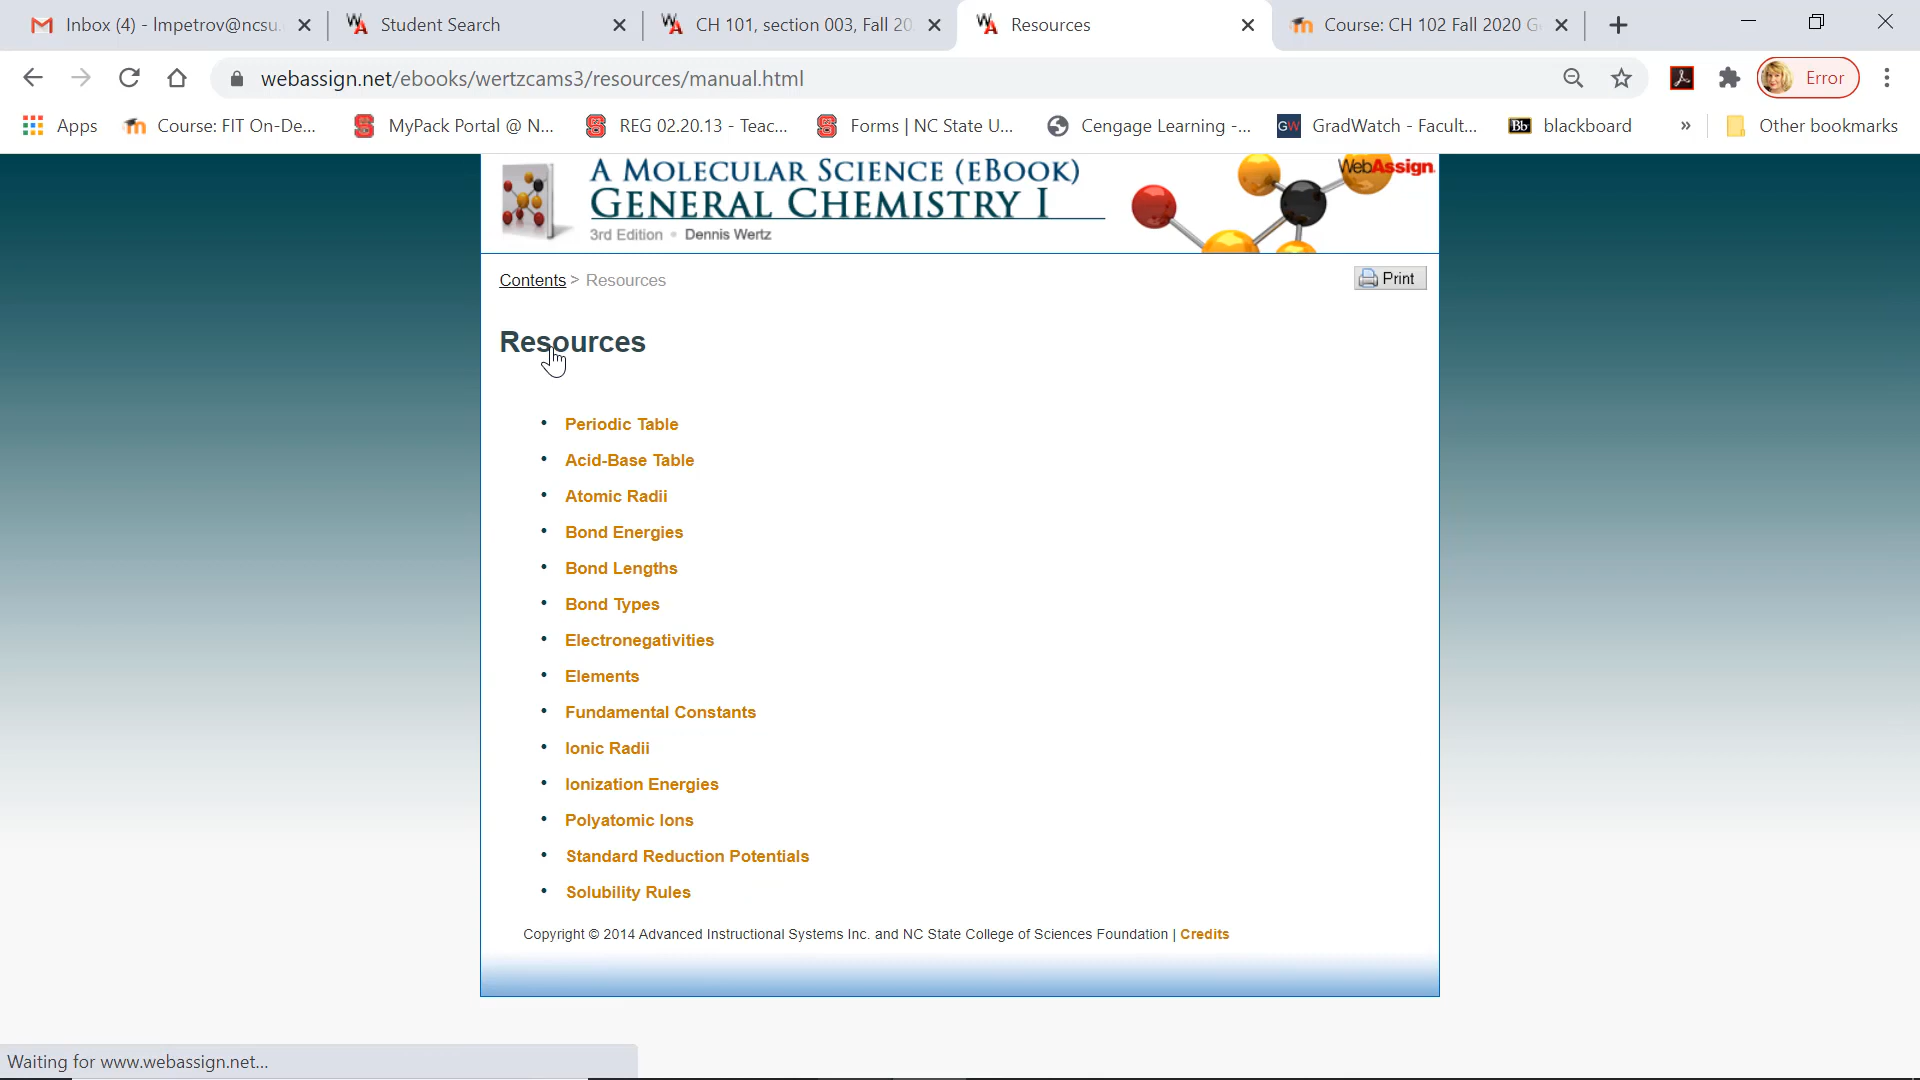 Inbox (4) - lmpetrov@ncsu.
Student Search
CH 101, section 003, Fall 20
Resources
Course: CH 102 Fall 2020 G
webassign.net/ebooks/wertzcams3/resources/manual.html
Error
Apps
Course: FIT On-De...
MyPack Portal @ N...
REG 02.20.13 - Teac...
Forms | NC State U...
Cengage Learning -...
GW
GradWatch - Facult...
Bb
blackboard
»
Other bookmarks
A MOLECULAR SCIENCE (EBOOK)
GENERAL CHEMISTRY I
3rd Edition • Dennis Wertz
WebAssign
Contents > Resources
Print
Resources
• Periodic Table
• Acid-Base Table
• Atomic Radii
• Bond Energies
• Bond Lengths
• Bond Types
• Electronegativities
• Elements
• Fundamental Constants
• Ionic Radii
• Ionization Energies
• Polyatomic Ions
• Standard Reduction Potentials
• Solubility Rules
Copyright © 2014 Advanced Instructional Systems Inc. and NC State College of Sciences Foundation | Credits
Waiting for www.webassign.net...